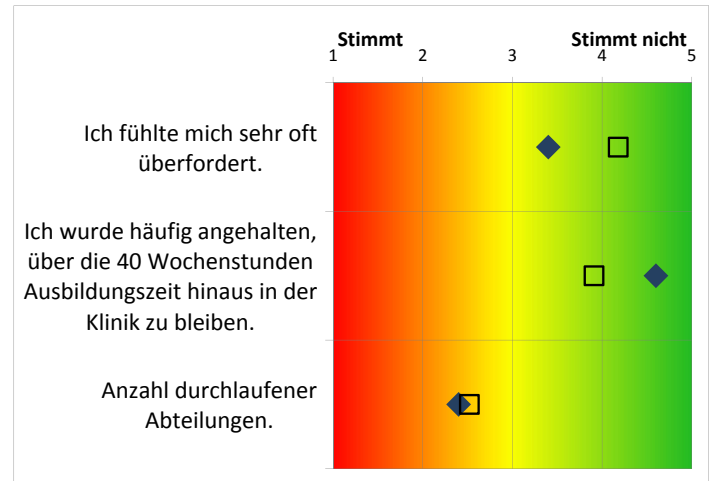 Stimmt Stimmt nicht
1 2 3 4 5
Ich fühlte mich sehr oft
überfordert.
Ich wurde häufig angehalten,
über die 40 Wochenstunden
Ausbildungszeit hinaus in der
Klinik zu bleiben.
Anzahl durchlaufener
Abteilungen.